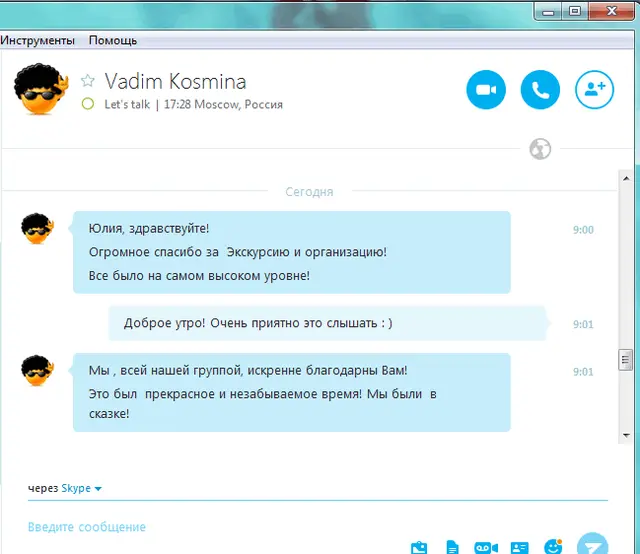 Инструменты Помощь
Vadim Kosmina
Let's talk | 17:28 Moscow, Россия
Сегодня
Юлия, здравствуйте!
9:00
Огромное спасибо за Экскурсию и организацию!
Все было на самом высоком уровне!
Доброе утро! Очень приятно это слышать : )
9:01
Мы , всей нашей группой, искренне благодарны Вам!
9:01
Это был прекрасное и незабываемое время! Мы были в
сказке!
через Skype
Введите сообщение